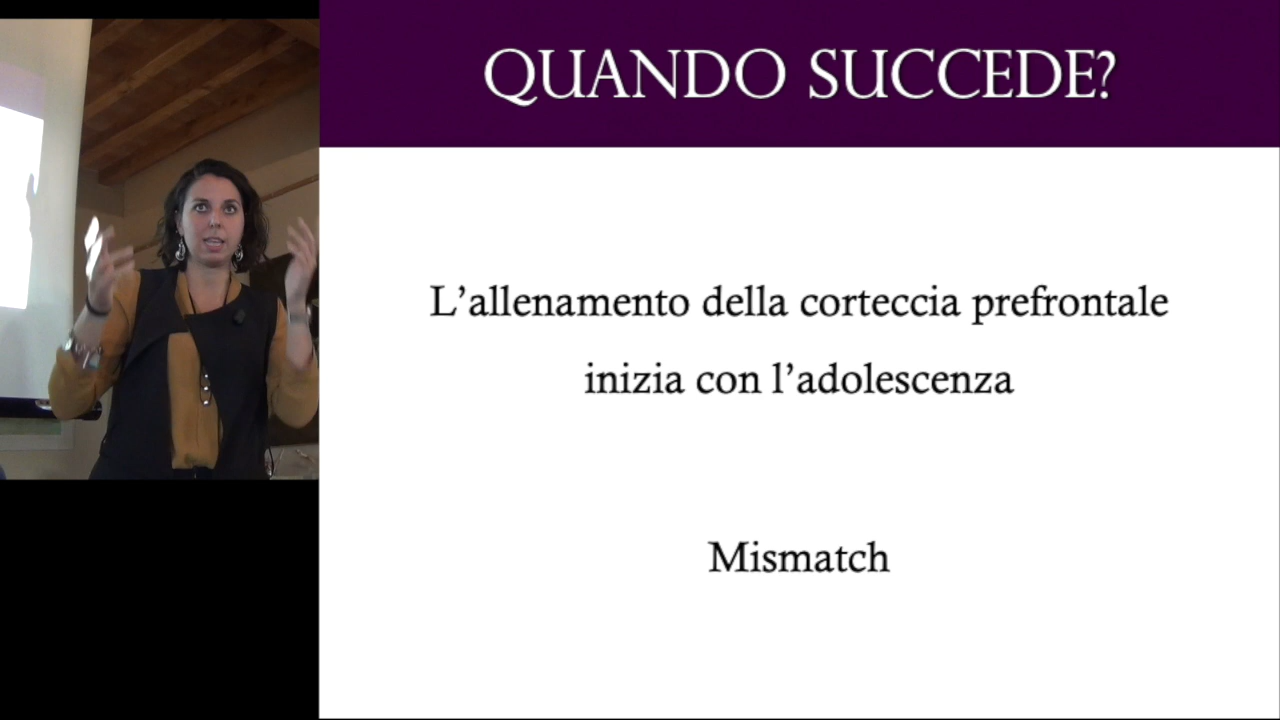 QUANDO SUCCEDE?
L’allenamento della corteccia prefrontale
inizia con l’adolescenza
Mismatch